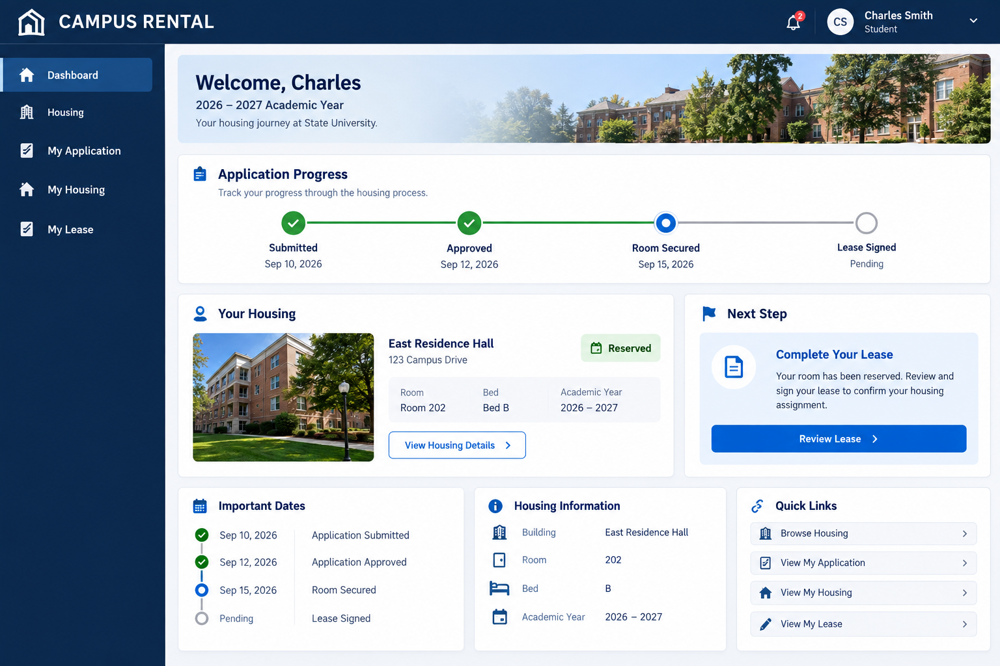 CAMPUS RENTAL
2
CS
Charles Smith
Student
Dashboard
Housing
My Application
My Housing
My Lease
Welcome, Charles
2026 – 2027 Academic Year
Your housing journey at State University.
Application Progress
Track your progress through the housing process.
Submitted
Sep 10, 2026
Approved
Sep 12, 2026
Room Secured
Sep 15, 2026
Lease Signed
Pending
Your Housing
East Residence Hall
123 Campus Drive
Reserved
Room
Room 202
Bed
Bed B
Academic Year
2026 – 2027
View Housing Details
Next Step
Complete Your Lease
Your room has been reserved. Review and
sign your lease to confirm your housing
assignment.
Review Lease
Important Dates
Sep 10, 2026 Application Submitted
Sep 12, 2026 Application Approved
Sep 15, 2026 Room Secured
Pending Lease Signed
Housing Information
Building East Residence Hall
Room 202
Bed B
Academic Year 2026 – 2027
Quick Links
Browse Housing
View My Application
View My Housing
View My Lease